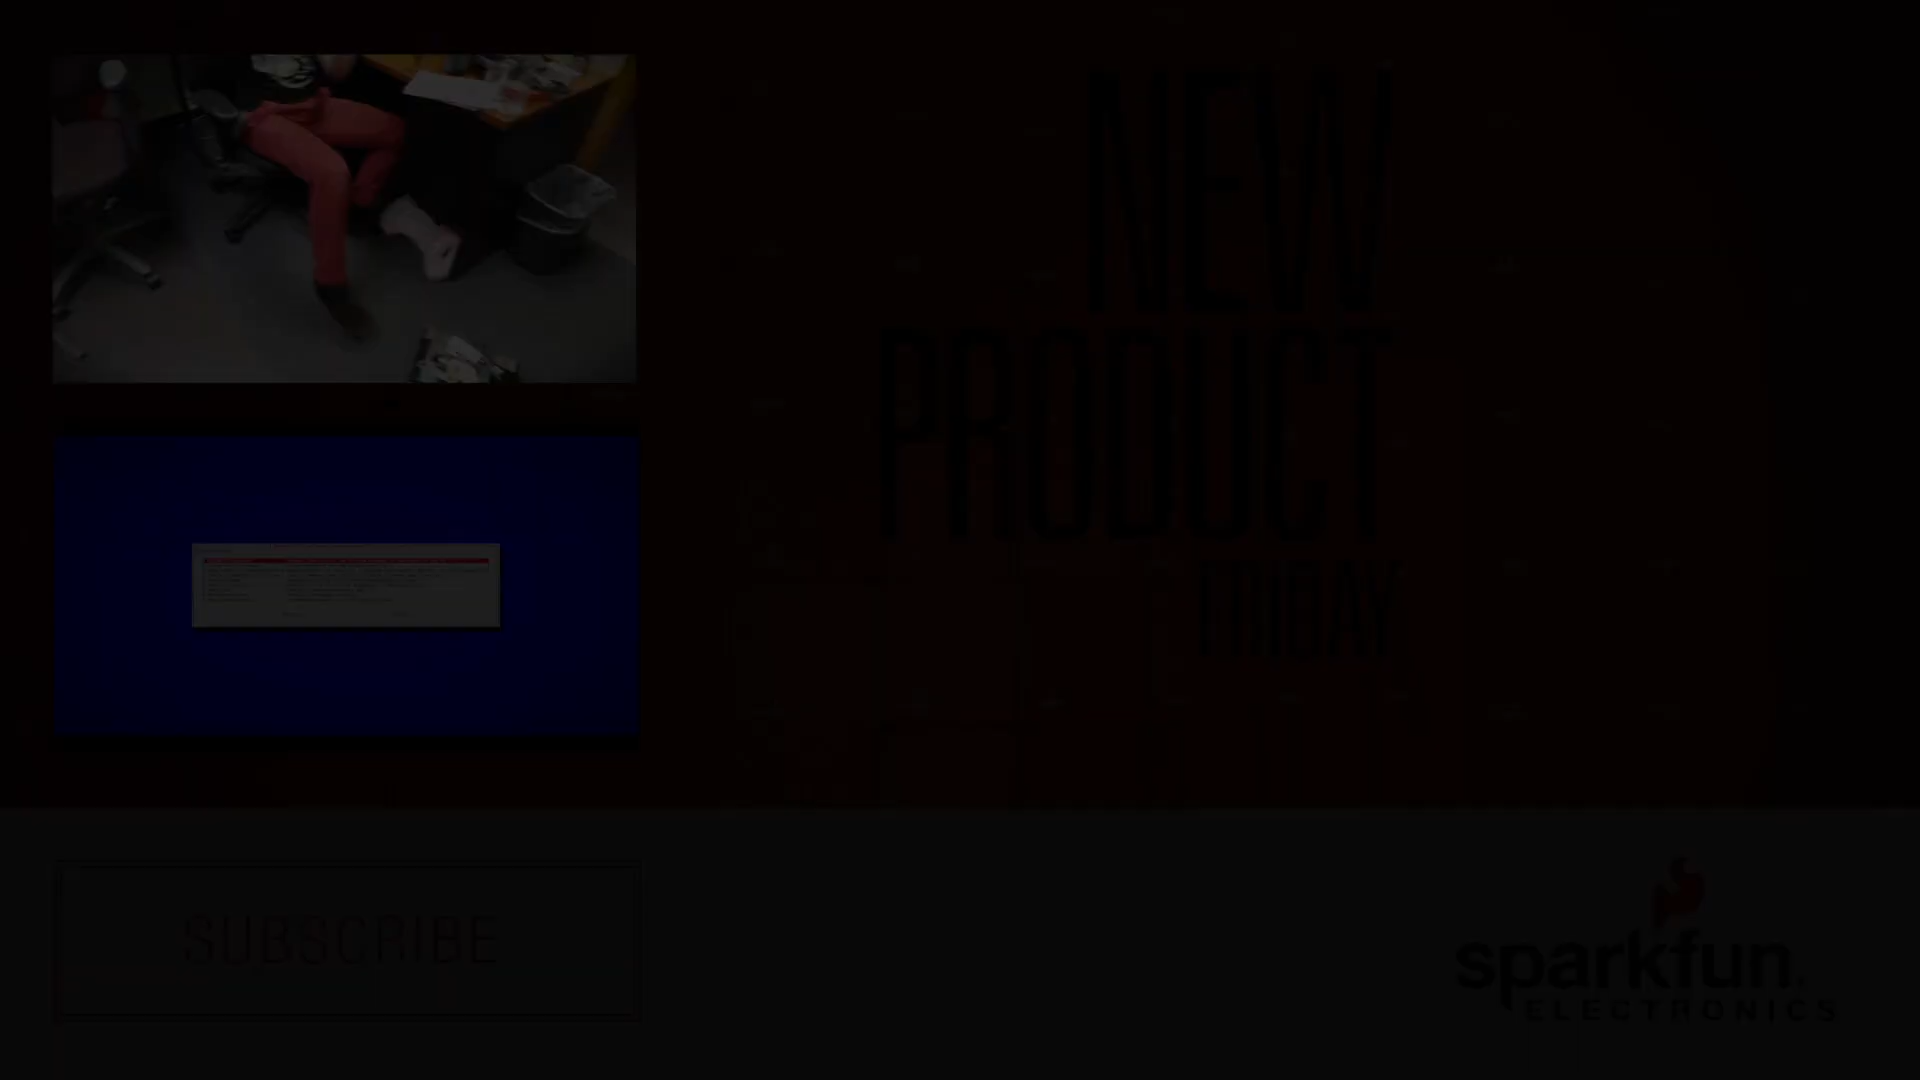 NEW
PRODUCT
FRIDAY
SUBSCRIBE
sparkfun
ELECTRONICS